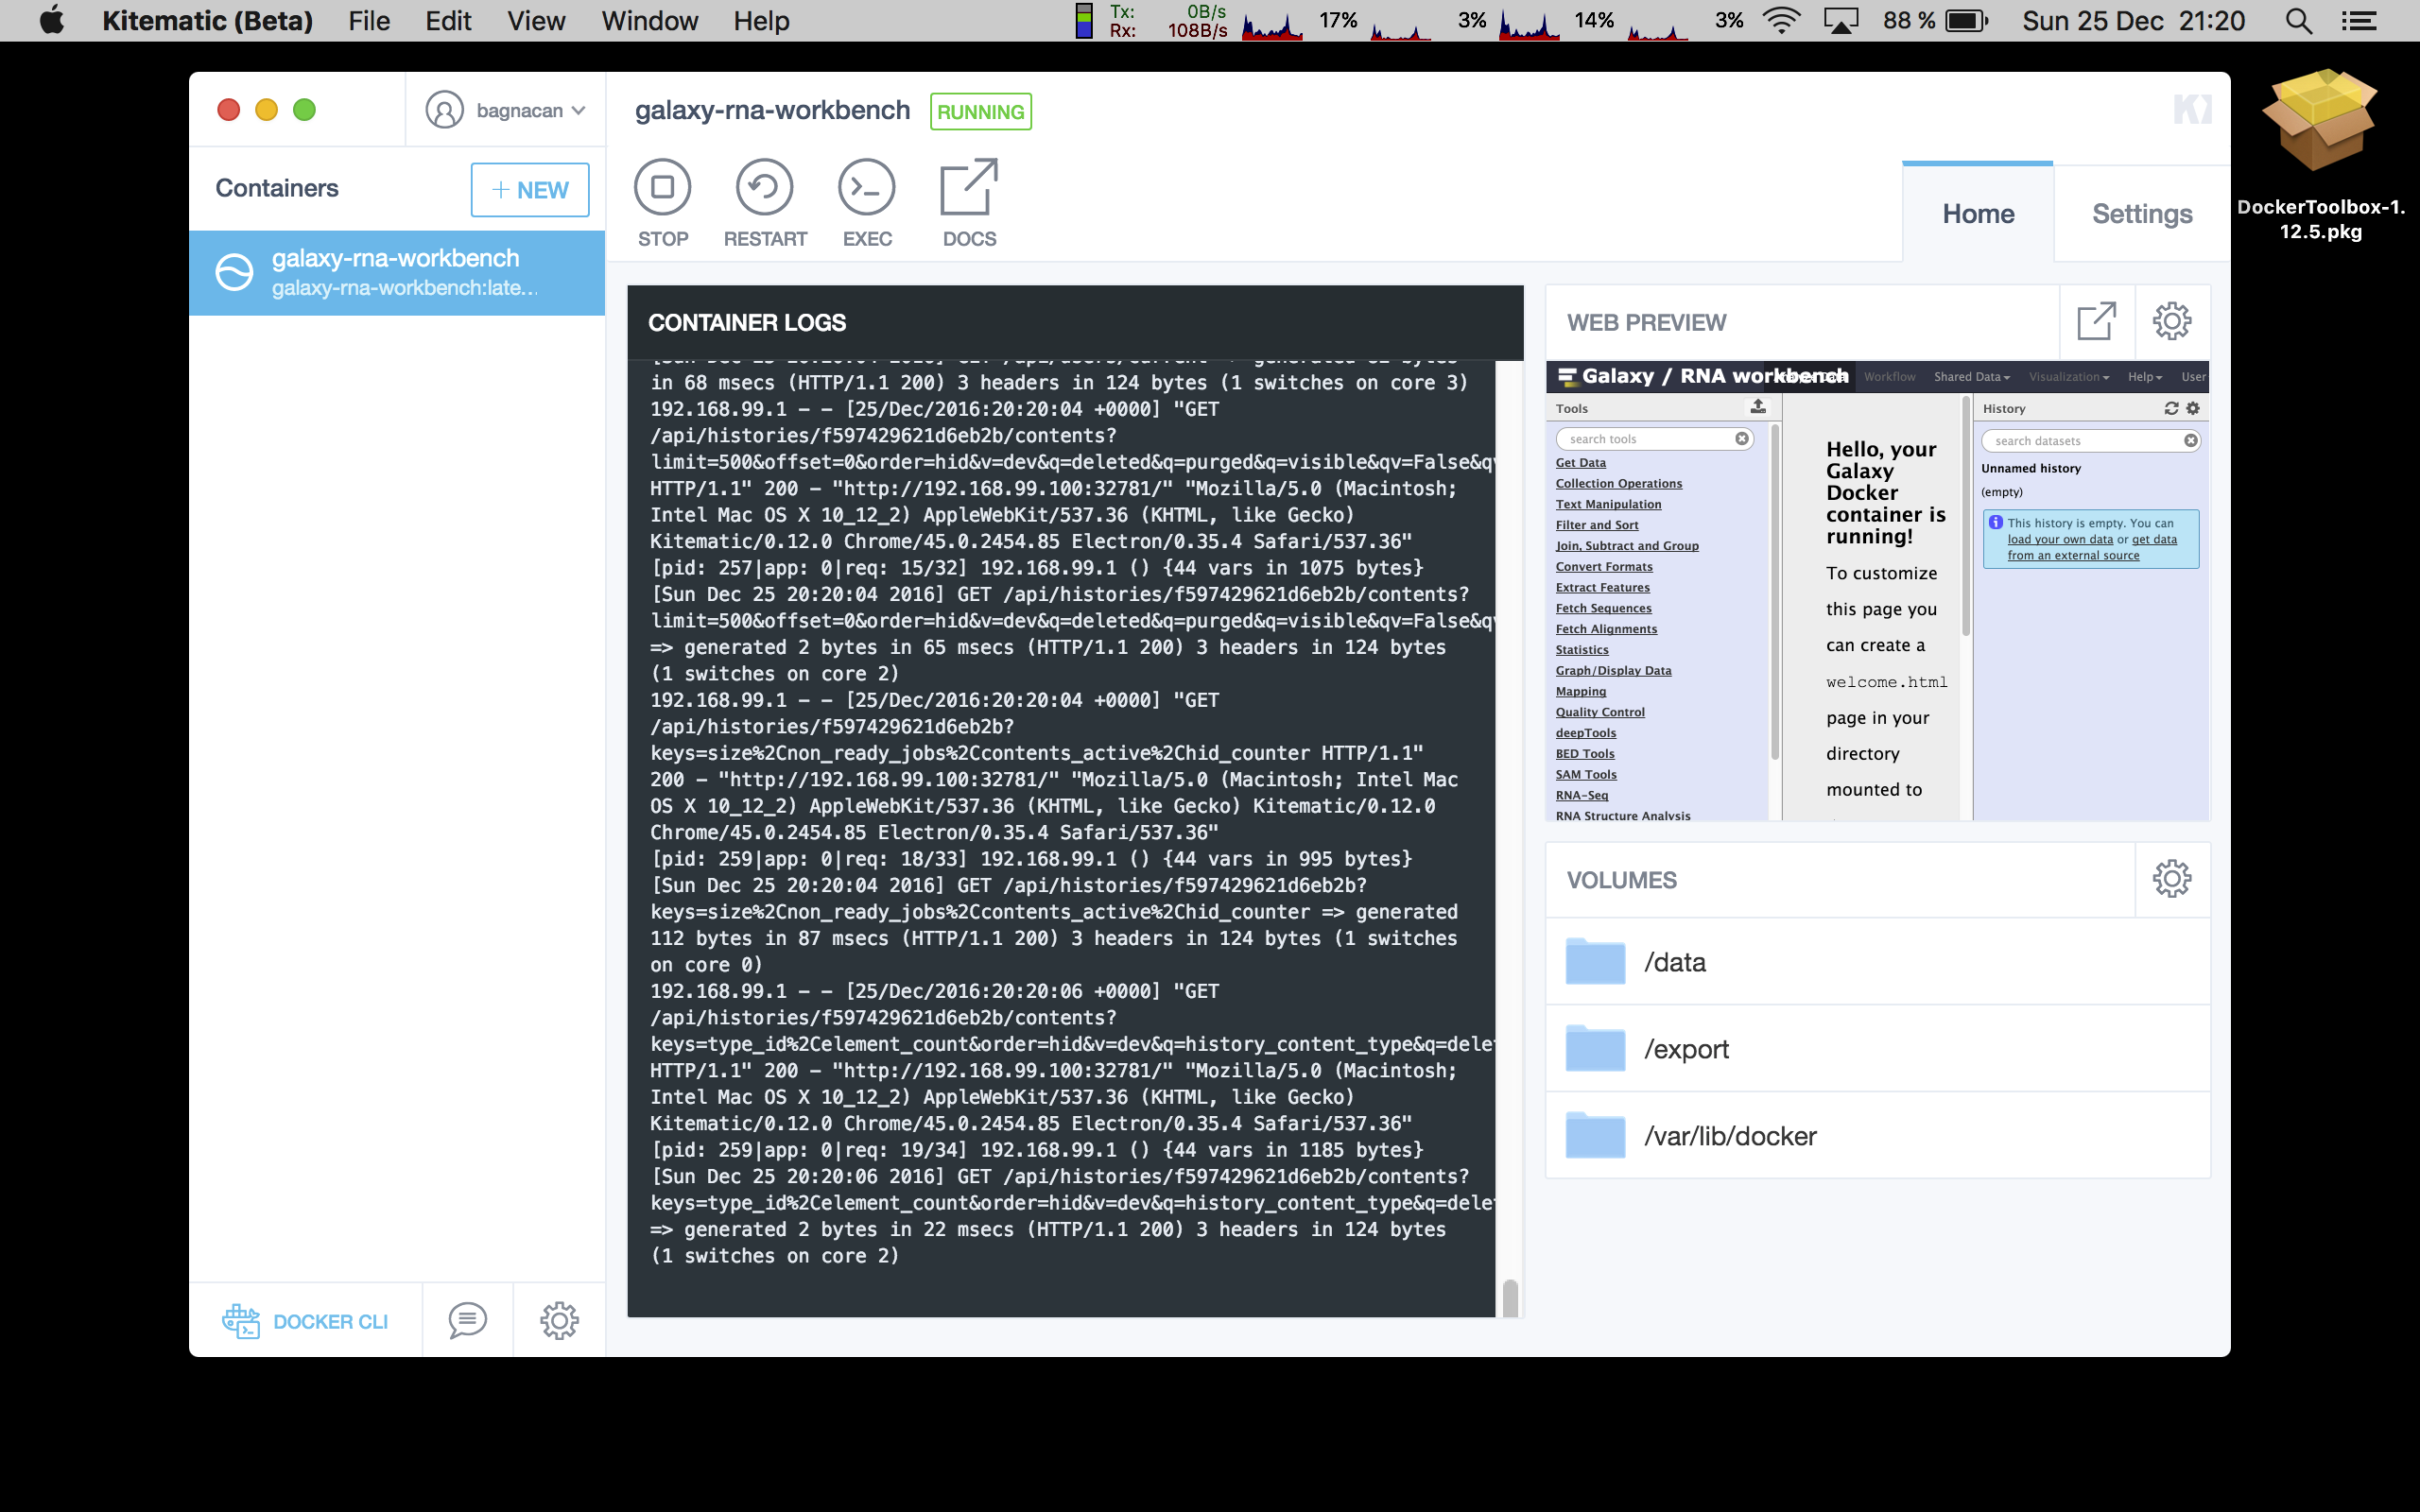 Kitematic (Beta) File Edit View Window Help
Tx: 0B/s
Rx: 108B/s
17% 3% 14% 3% 88 % Sun 25 Dec 21:20
DockerToolbox-1.
12.5.pkg
bagnacan
Containers
+ NEW
galaxy-rna-workbench
galaxy-rna-workbench:late...
DOCKER CLI
galaxy-rna-workbench RUNNING
STOP RESTART EXEC DOCS
Home Settings
CONTAINER LOGS
in 68 msecs (HTTP/1.1 200) 3 headers in 124 bytes (1 switches on core 3)
192.168.99.1 - - [25/Dec/2016:20:20:04 +0000] "GET
/api/histories/f597429621d6eb2b/contents?
limit=500&offset=0&order=hid&v=dev&q=deleted&q=purged&q=visible&qv=False&qv
HTTP/1.1" 200 - "http://192.168.99.100:32781/" "Mozilla/5.0 (Macintosh;
Intel Mac OS X 10_12_2) AppleWebKit/537.36 (KHTML, like Gecko)
Kitematic/0.12.0 Chrome/45.0.2454.85 Electron/0.35.4 Safari/537.36"
[pid: 257|app: 0|req: 15/32] 192.168.99.1 () {44 vars in 1075 bytes}
[Sun Dec 25 20:20:04 2016] GET /api/histories/f597429621d6eb2b/contents?
limit=500&offset=0&order=hid&v=dev&q=deleted&q=purged&q=visible&qv=False&qv
=> generated 2 bytes in 65 msecs (HTTP/1.1 200) 3 headers in 124 bytes
(1 switches on core 2)
192.168.99.1 - - [25/Dec/2016:20:20:04 +0000] "GET
/api/histories/f597429621d6eb2b?
keys=size%2Cnon_ready_jobs%2Ccontents_active%2Chid_counter HTTP/1.1"
200 - "http://192.168.99.100:32781/" "Mozilla/5.0 (Macintosh; Intel Mac
OS X 10_12_2) AppleWebKit/537.36 (KHTML, like Gecko) Kitematic/0.12.0
Chrome/45.0.2454.85 Electron/0.35.4 Safari/537.36"
[pid: 259|app: 0|req: 18/33] 192.168.99.1 () {44 vars in 995 bytes}
[Sun Dec 25 20:20:04 2016] GET /api/histories/f597429621d6eb2b?
keys=size%2Cnon_ready_jobs%2Ccontents_active%2Chid_counter => generated
112 bytes in 87 msecs (HTTP/1.1 200) 3 headers in 124 bytes (1 switches
on core 0)
192.168.99.1 - - [25/Dec/2016:20:20:06 +0000] "GET
/api/histories/f597429621d6eb2b/contents?
keys=type_id%2Celement_count&order=hid&v=dev&q=history_content_type&q=delet
HTTP/1.1" 200 - "http://192.168.99.100:32781/" "Mozilla/5.0 (Macintosh;
Intel Mac OS X 10_12_2) AppleWebKit/537.36 (KHTML, like Gecko)
Kitematic/0.12.0 Chrome/45.0.2454.85 Electron/0.35.4 Safari/537.36"
[pid: 259|app: 0|req: 19/34] 192.168.99.1 () {44 vars in 1185 bytes}
[Sun Dec 25 20:20:06 2016] GET /api/histories/f597429621d6eb2b/contents?
keys=type_id%2Celement_count&order=hid&v=dev&q=history_content_type&q=delet
=> generated 2 bytes in 22 msecs (HTTP/1.1 200) 3 headers in 124 bytes
(1 switches on core 2)
WEB PREVIEW
Galaxy / RNA workbench Workflow Shared Data Visualization Help User
Tools
search tools
Get Data
Collection Operations
Text Manipulation
Filter and Sort
Join, Subtract and Group
Convert Formats
Extract Features
Fetch Sequences
Fetch Alignments
Statistics
Graph/Display Data
Mapping
Quality Control
deepTools
BED Tools
SAM Tools
RNA-Seq
RNA Structure Analysis
Hello, your
Galaxy
Docker
container is
running!
To customize
this page you
can create a
welcome.html
page in your
directory
mounted to
History
search datasets
Unnamed history
(empty)
This history is empty. You can
load your own data or get data
from an external source
VOLUMES
/data
/export
/var/lib/docker